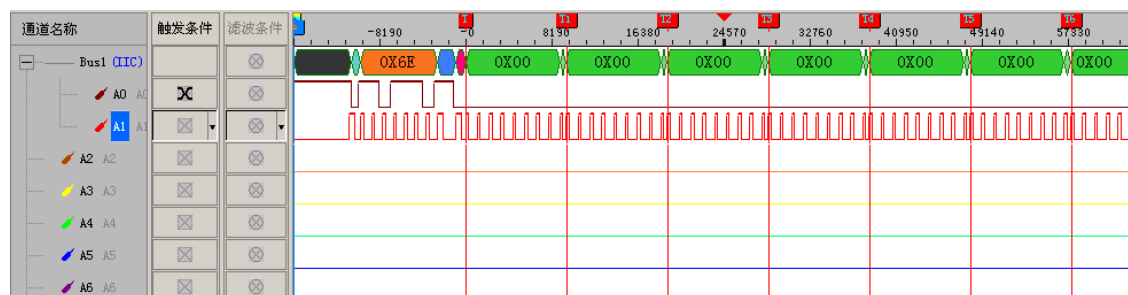 通道名称 触发条件 滤波条件
T T1 T2 T3 T4 T5 T6
-8190 0 8190 16380 24570 32760 40950 49140 57330
Bus1 (IIC) 0X6E 0X00 0X00 0X00 0X00 0X00 0X00 0X00
A0 A0
A1 A1
A2 A2
A3 A3
A4 A4
A5 A5
A6 A6